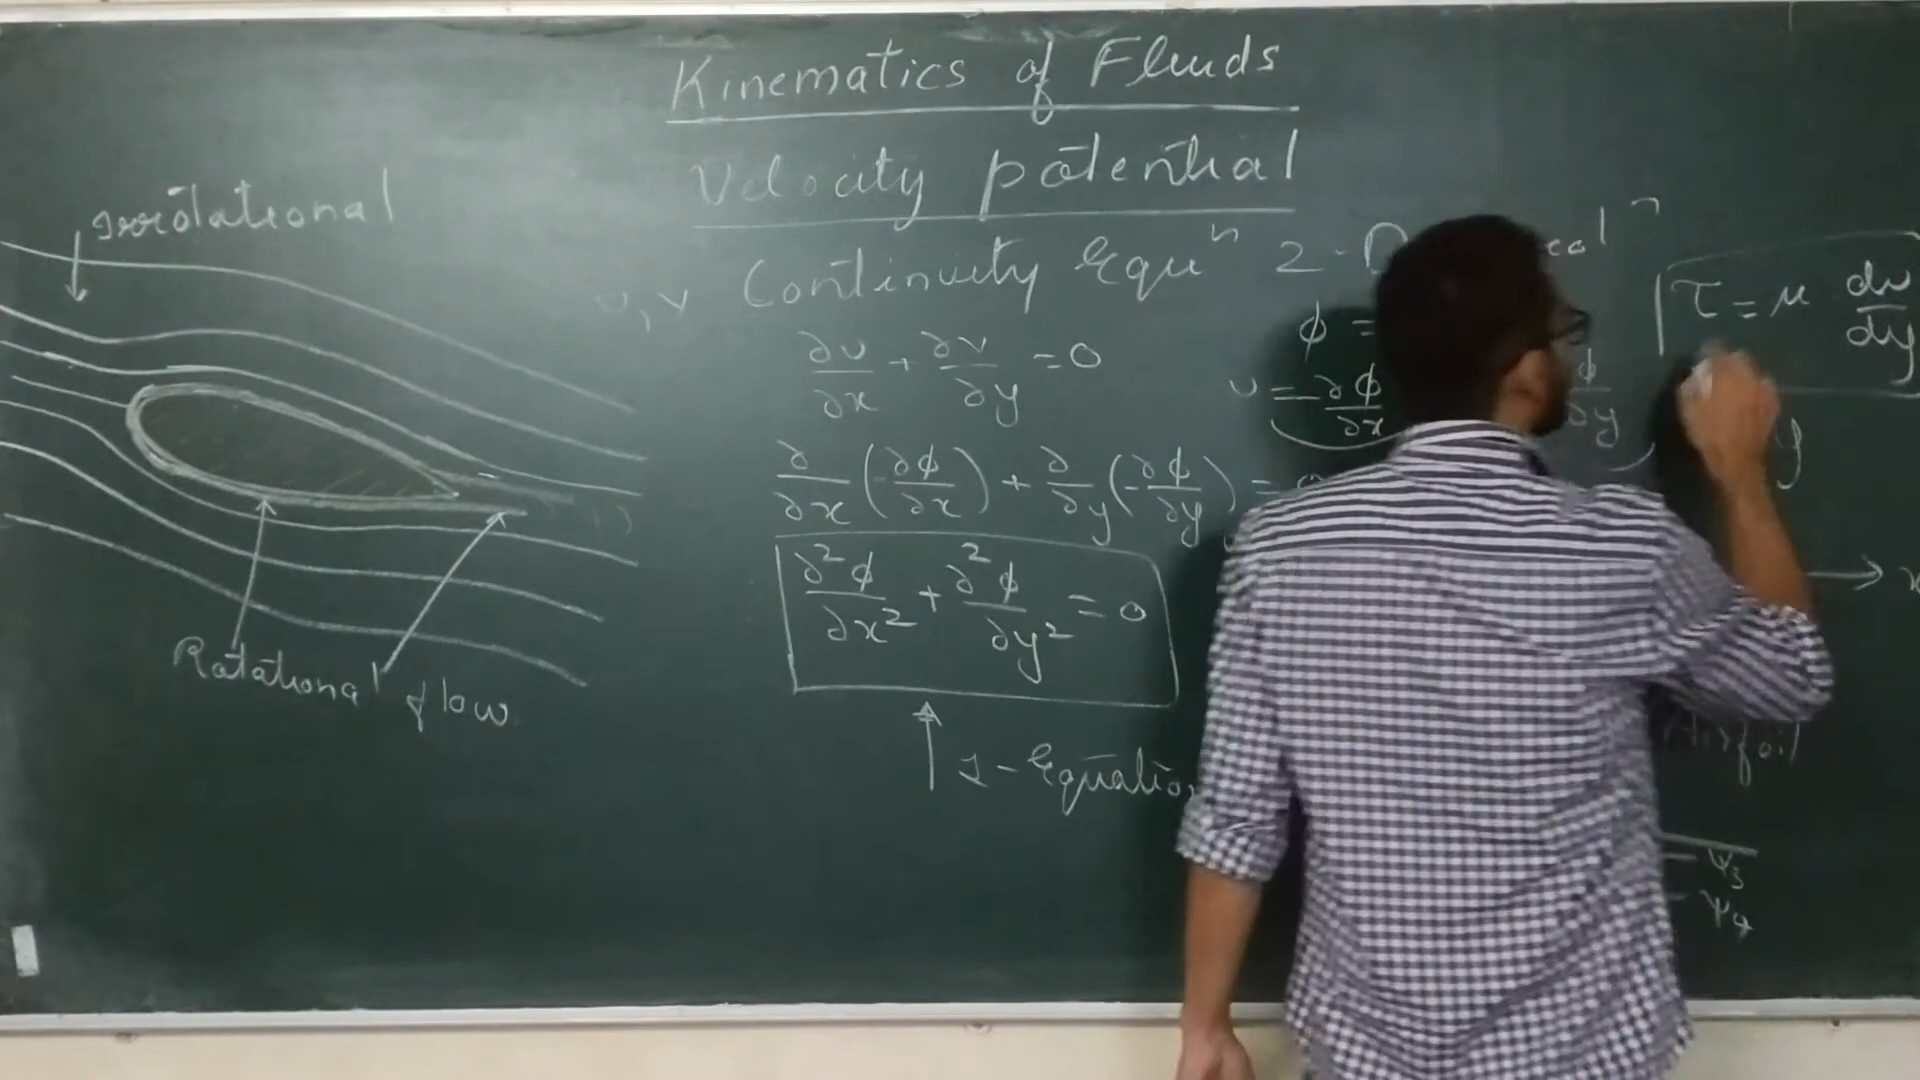 Kinematics of Fluids
Velocity potential
Irrotational
u, v Continuity Equⁿ 2-D
∂u/∂x + ∂v/∂y = 0
ϕ =
u = -∂ϕ/∂x
ϕ/∂y
τ = μ du/dy
y
∂/∂x (-∂ϕ/∂x) + ∂/∂y (-∂ϕ/∂y) = 0
∂²ϕ/∂x² + ∂²ϕ/∂y² = 0
x
Rotational flow
1-Equation
Airfoil
ψ₃
ψ₄